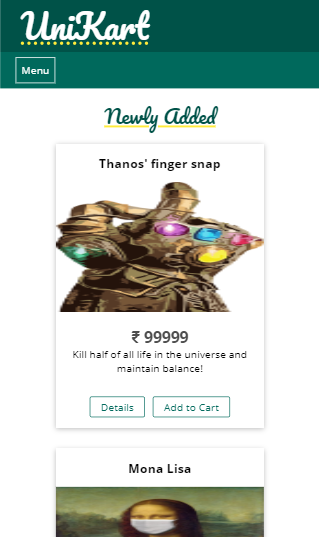 UniKart
Menu
Newly Added
Thanos' finger snap
₹ 99999
Kill half of all life in the universe and
maintain balance!
Details
Add to Cart
Mona Lisa